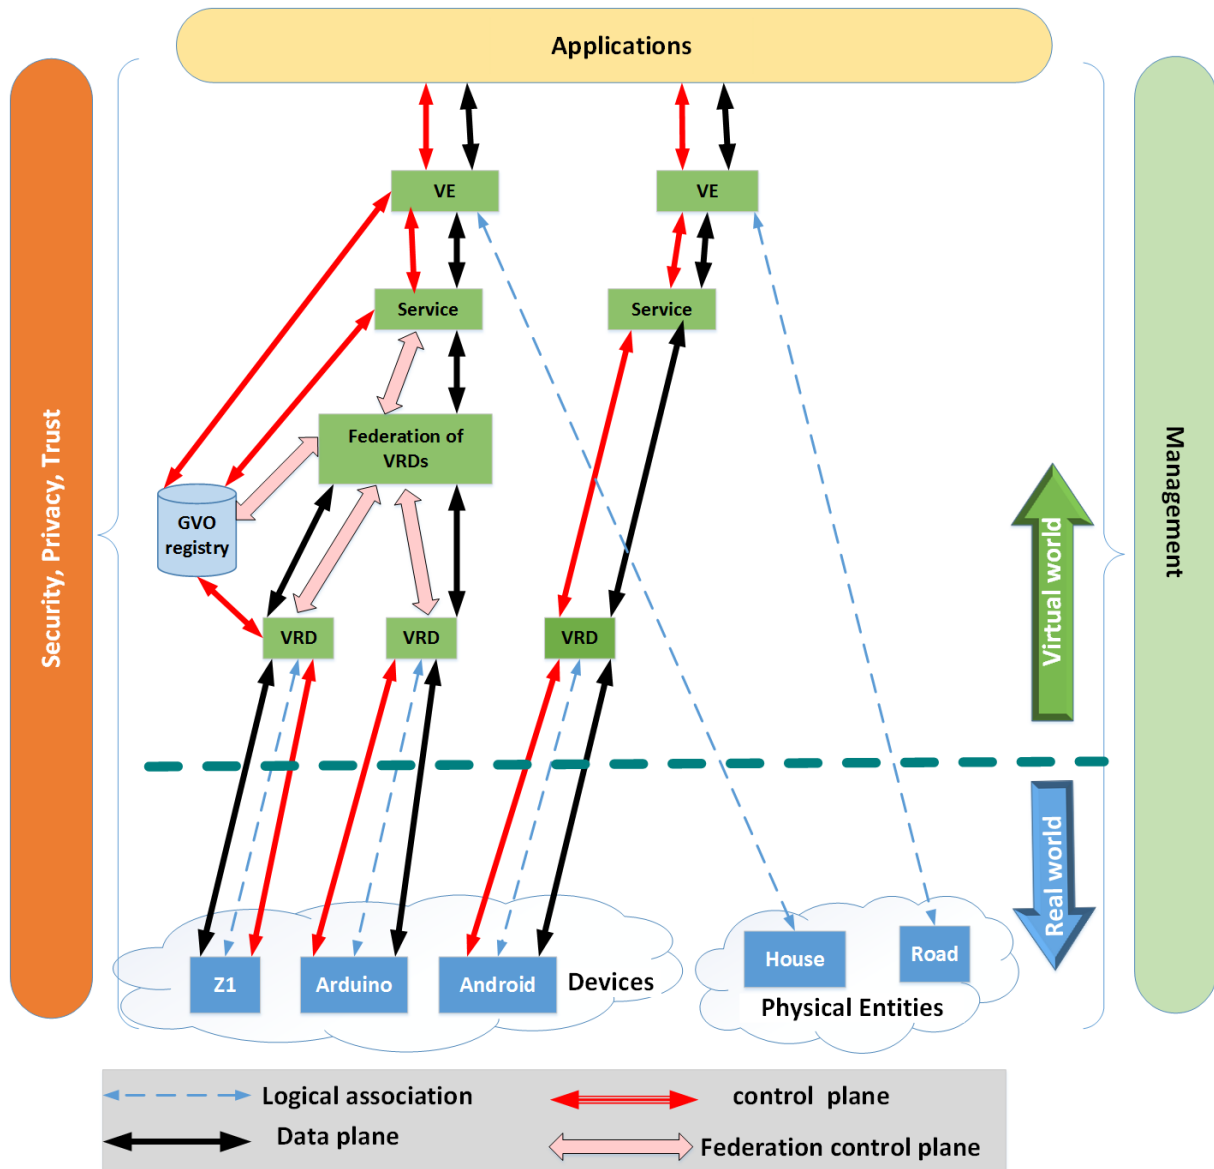 Applications
Security, Privacy, Trust
Management
VE
VE
Service
Service
Federation of
VRDs
GVO
registry
VRD
VRD
VRD
Virtual world
Real world
Z1
Arduino
Android
Devices
House
Road
Physical Entities
Logical association
control plane
Data plane
Federation control plane